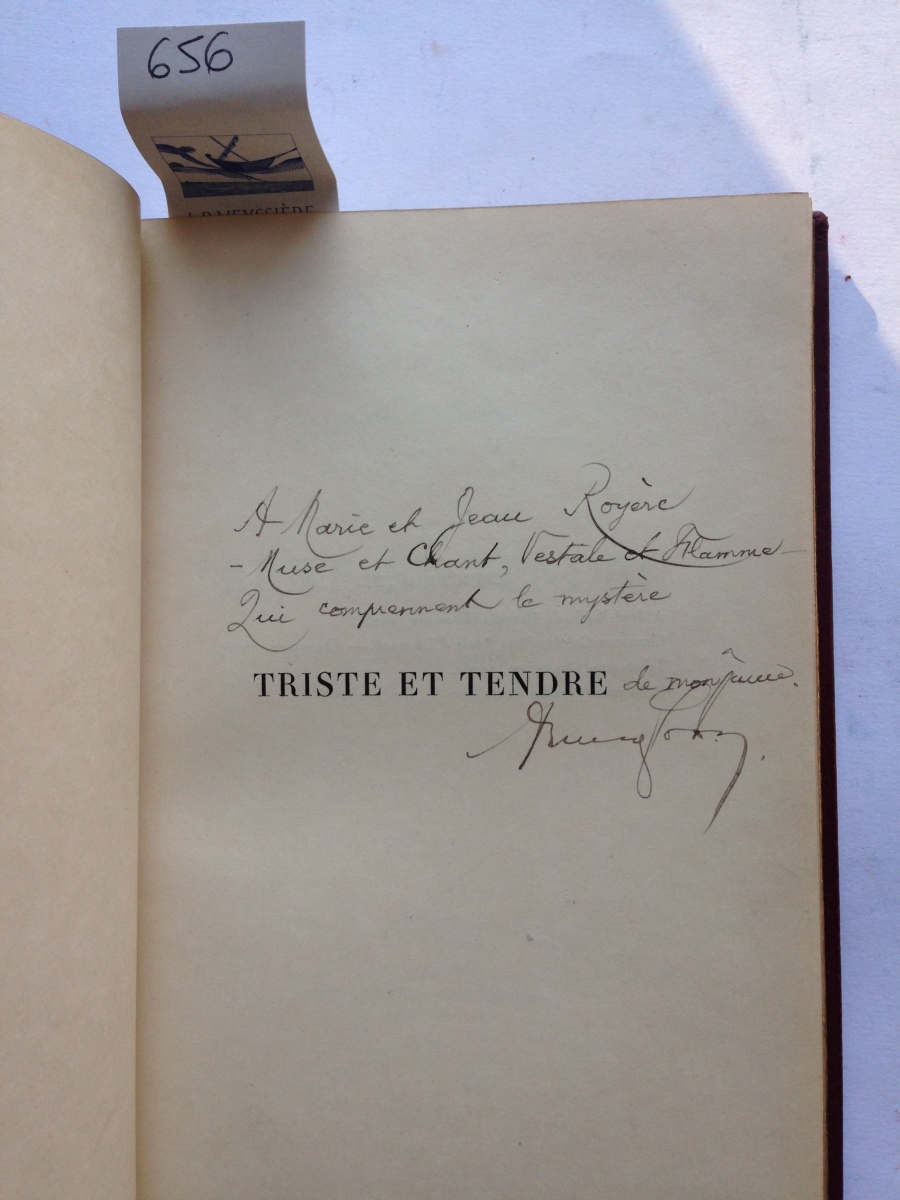 656
A Marie et Jean Royère
- Muse et Chant, Vestale et Flamme -
Qui comprennent le mystère
TRISTE ET TENDRE de mon âme.